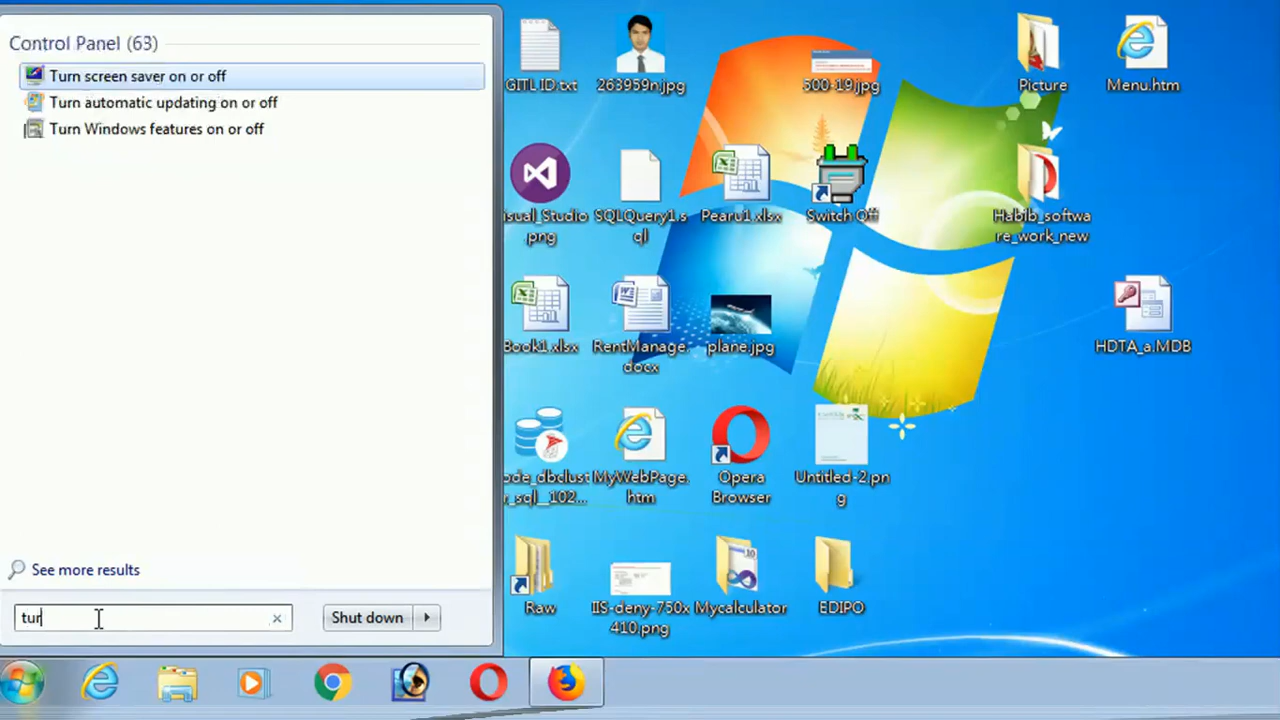 Control Panel (63)
Turn screen saver on or off
Turn automatic updating on or off
Turn Windows features on or off
See more results
tur
Shut down
GITL ID.txt
263959n.jpg
500-19.jpg
Picture
Menu.htm
isual_Studio
.png
SQLQuery1.s
ql
Pearu1.xlsx
Switch Off
Habib_softwa
re_work_new
Book1.xlsx
RentManage.
docx
plane.jpg
HDTA_a.MDB
ode_dbclust
r_sql__102...
MyWebPage.
htm
Opera
Browser
Untitled-2.pn
g
Raw
IIS-deny-750x
410.png
10
Mycalculator
EDIPO